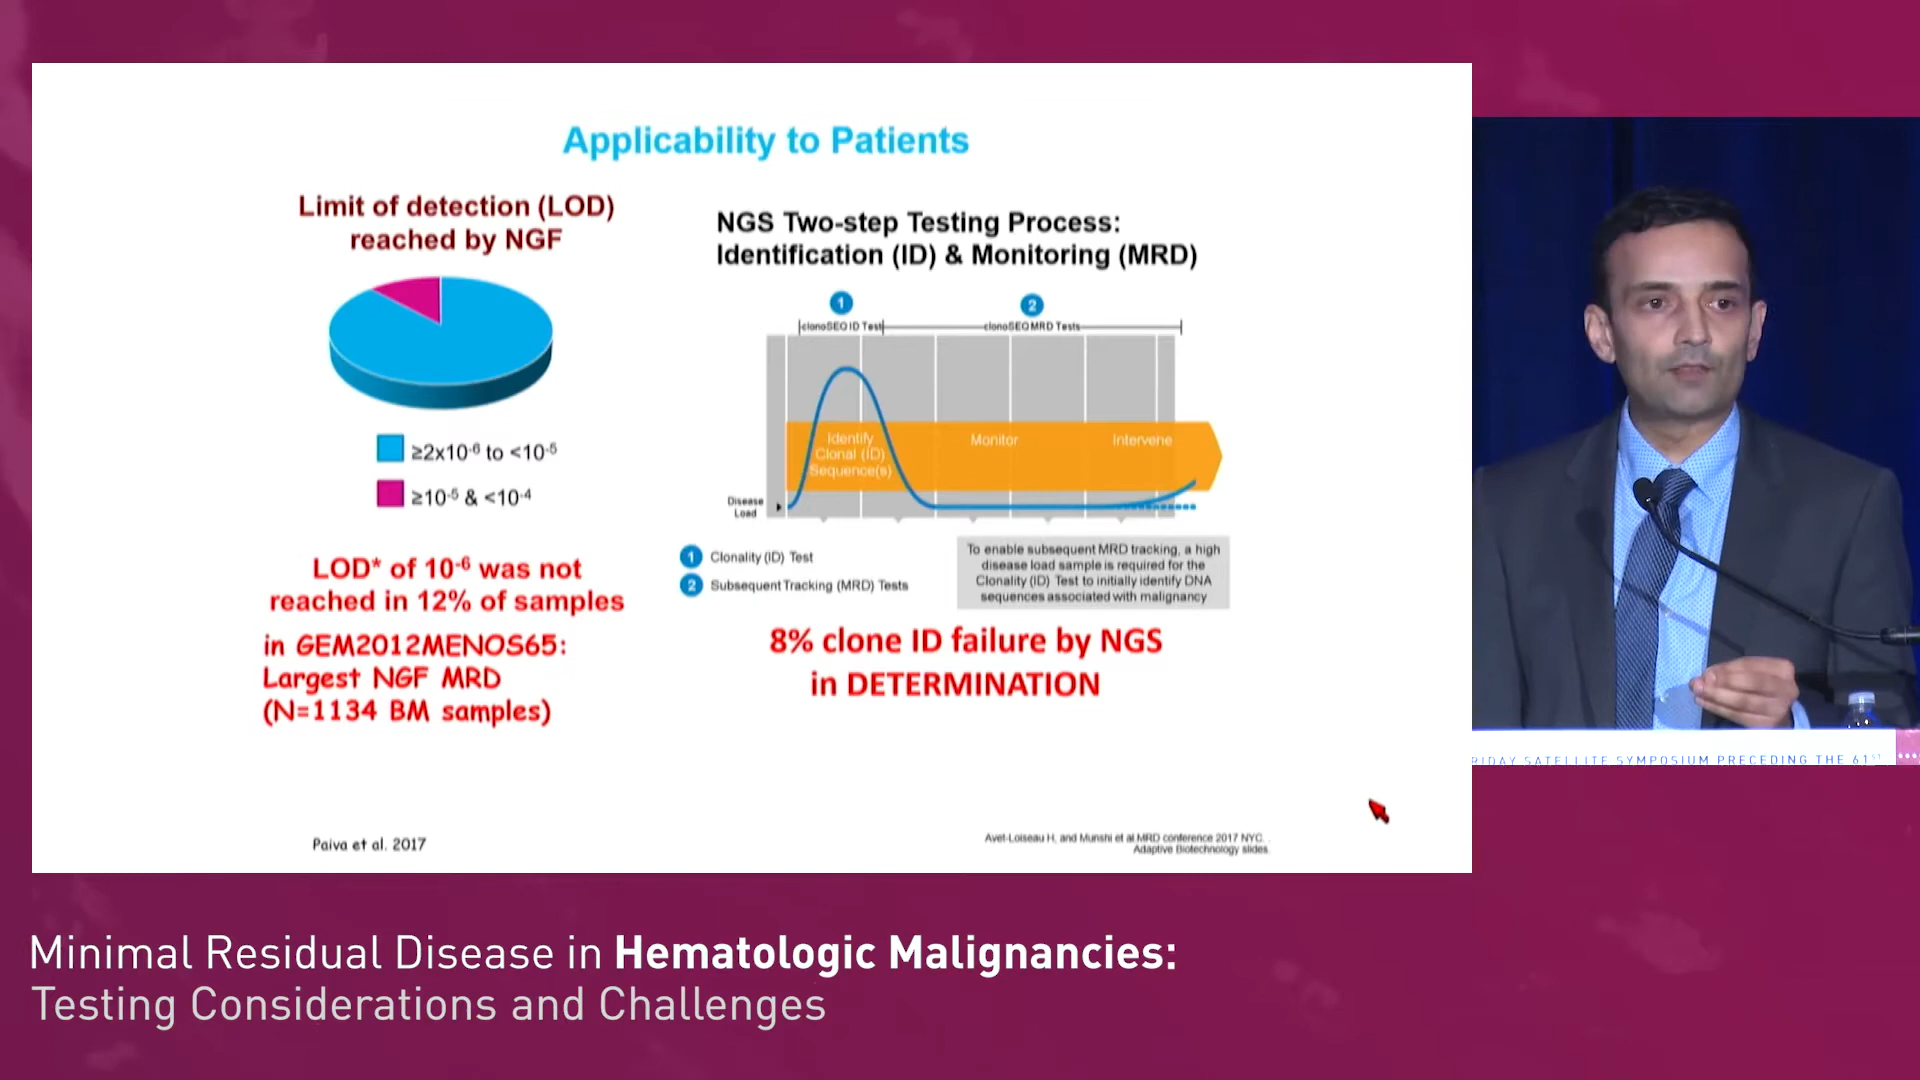 Applicability to Patients
Limit of detection (LOD)
reached by NGF
≥2x10⁻⁶ to <10⁻⁵
≥10⁻⁵ & <10⁻⁴
LOD* of 10⁻⁶ was not
reached in 12% of samples
in GEM2012MENOS65:
Largest NGF MRD
(N=1134 BM samples)
Paiva et al. 2017
NGS Two-step Testing Process:
Identification (ID) & Monitoring (MRD)
1
2
clonoSEQ ID Test
clonoSEQ MRD Tests
Identify
Clonal (ID)
Sequence(s)
Monitor
Intervene
Disease
Load
1 Clonality (ID) Test
2 Subsequent Tracking (MRD) Tests
To enable subsequent MRD tracking, a high
disease load sample is required for the
Clonality (ID) Test to initially identify DNA
sequences associated with malignancy
8% clone ID failure by NGS
in DETERMINATION
Avet-Loiseau H, and Munshi et al MRD conference 2017 NYC.
Adaptive Biotechnology slides.
RIDAY SATELLITE SYMPOSIUM PRECEDING THE 61ST
Minimal Residual Disease in Hematologic Malignancies:
Testing Considerations and Challenges